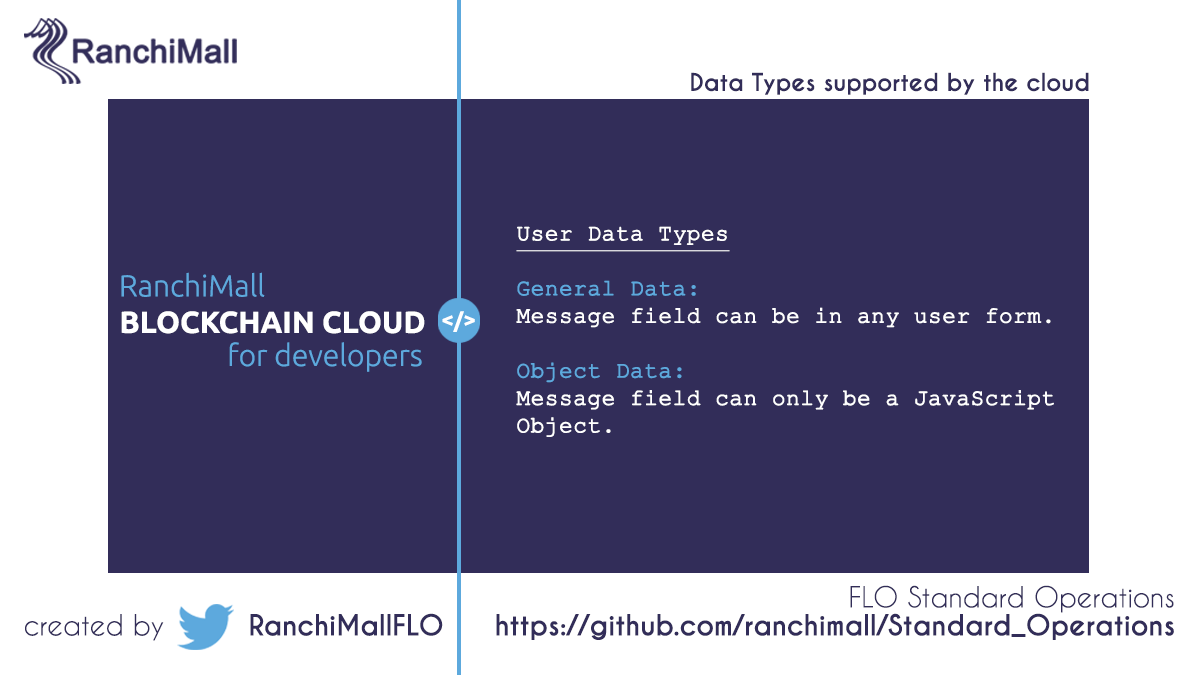 RanchiMall
Data Types supported by the cloud
RanchiMall
BLOCKCHAIN CLOUD
for developers
</>
User Data Types
General Data:
Message field can be in any user form.
Object Data:
Message field can only be a JavaScript
Object.
created by RanchiMallFLO
FLO Standard Operations
https://github.com/ranchimall/Standard_Operations